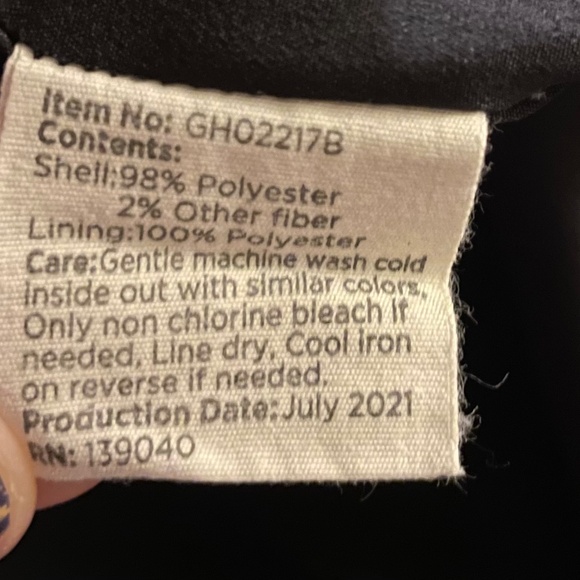 Item No: GH02217B
Contents:
Shell:98% Polyester
2% Other fiber
Lining:100% Polyester
Care:Gentle machine wash cold
inside out with similar colors,
Only non chlorine bleach if
needed, Line dry, Cool iron
on reverse if needed.
Production Date:July 2021
RN: 139040